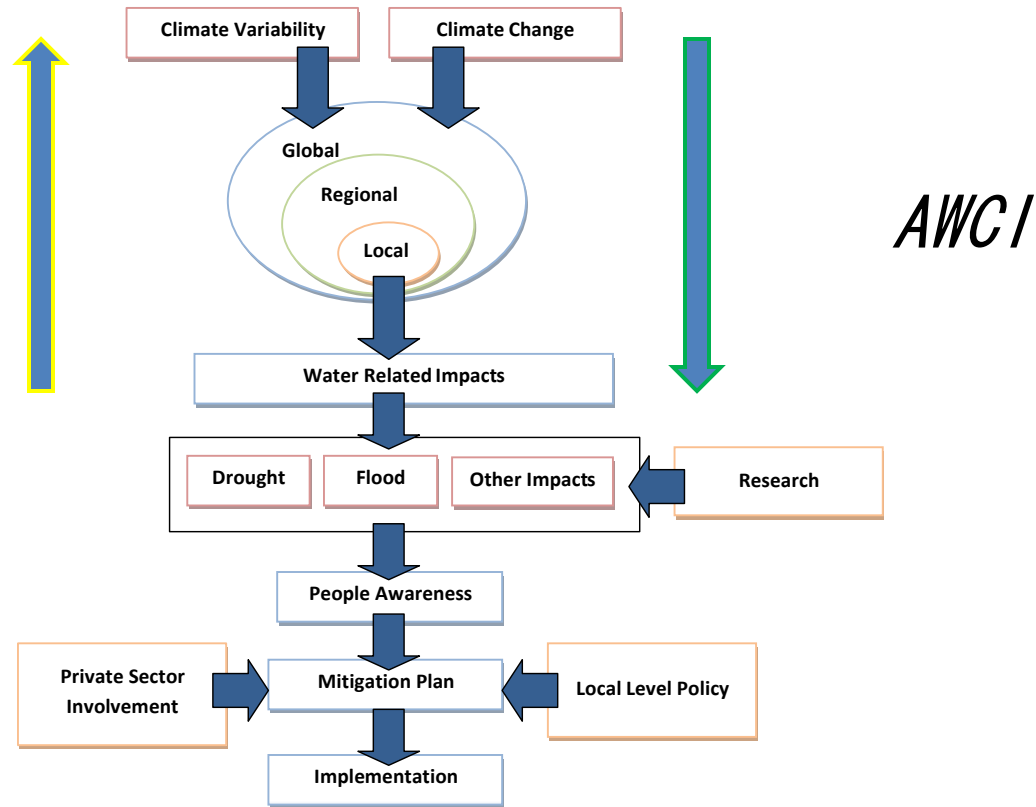 Climate Variability
Climate Change
Global
Regional
Local
AWCI
Water Related Impacts
Drought
Flood
Other Impacts
Research
People Awareness
Private Sector
Involvement
Mitigation Plan
Local Level Policy
Implementation